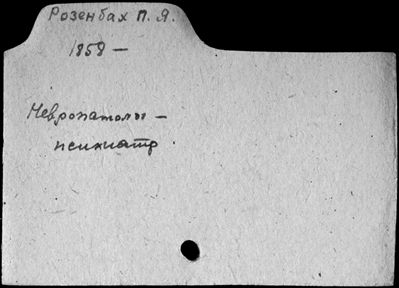 Розенбах П. Я.
1858 —
Невропатолог —
психиатр